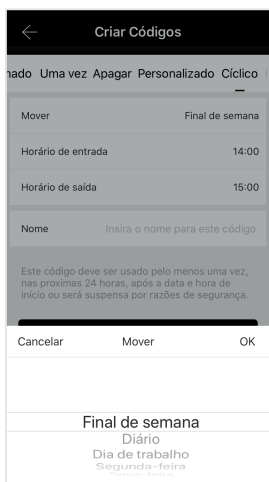 Criar Códigos
nado Uma vez Apagar Personalizado Cíclico
Mover Final de semana
Horário de entrada 14:00
Horário de saída 15:00
Nome Insira o nome para este código
Este código deve ser usado pelo menos uma vez,
nas proximas 24 horas, após a data e hora de
início ou será suspensa por razões de segurança.
Cancelar Mover OK
Final de semana
Diário
Dia de trabalho
Segunda-feira